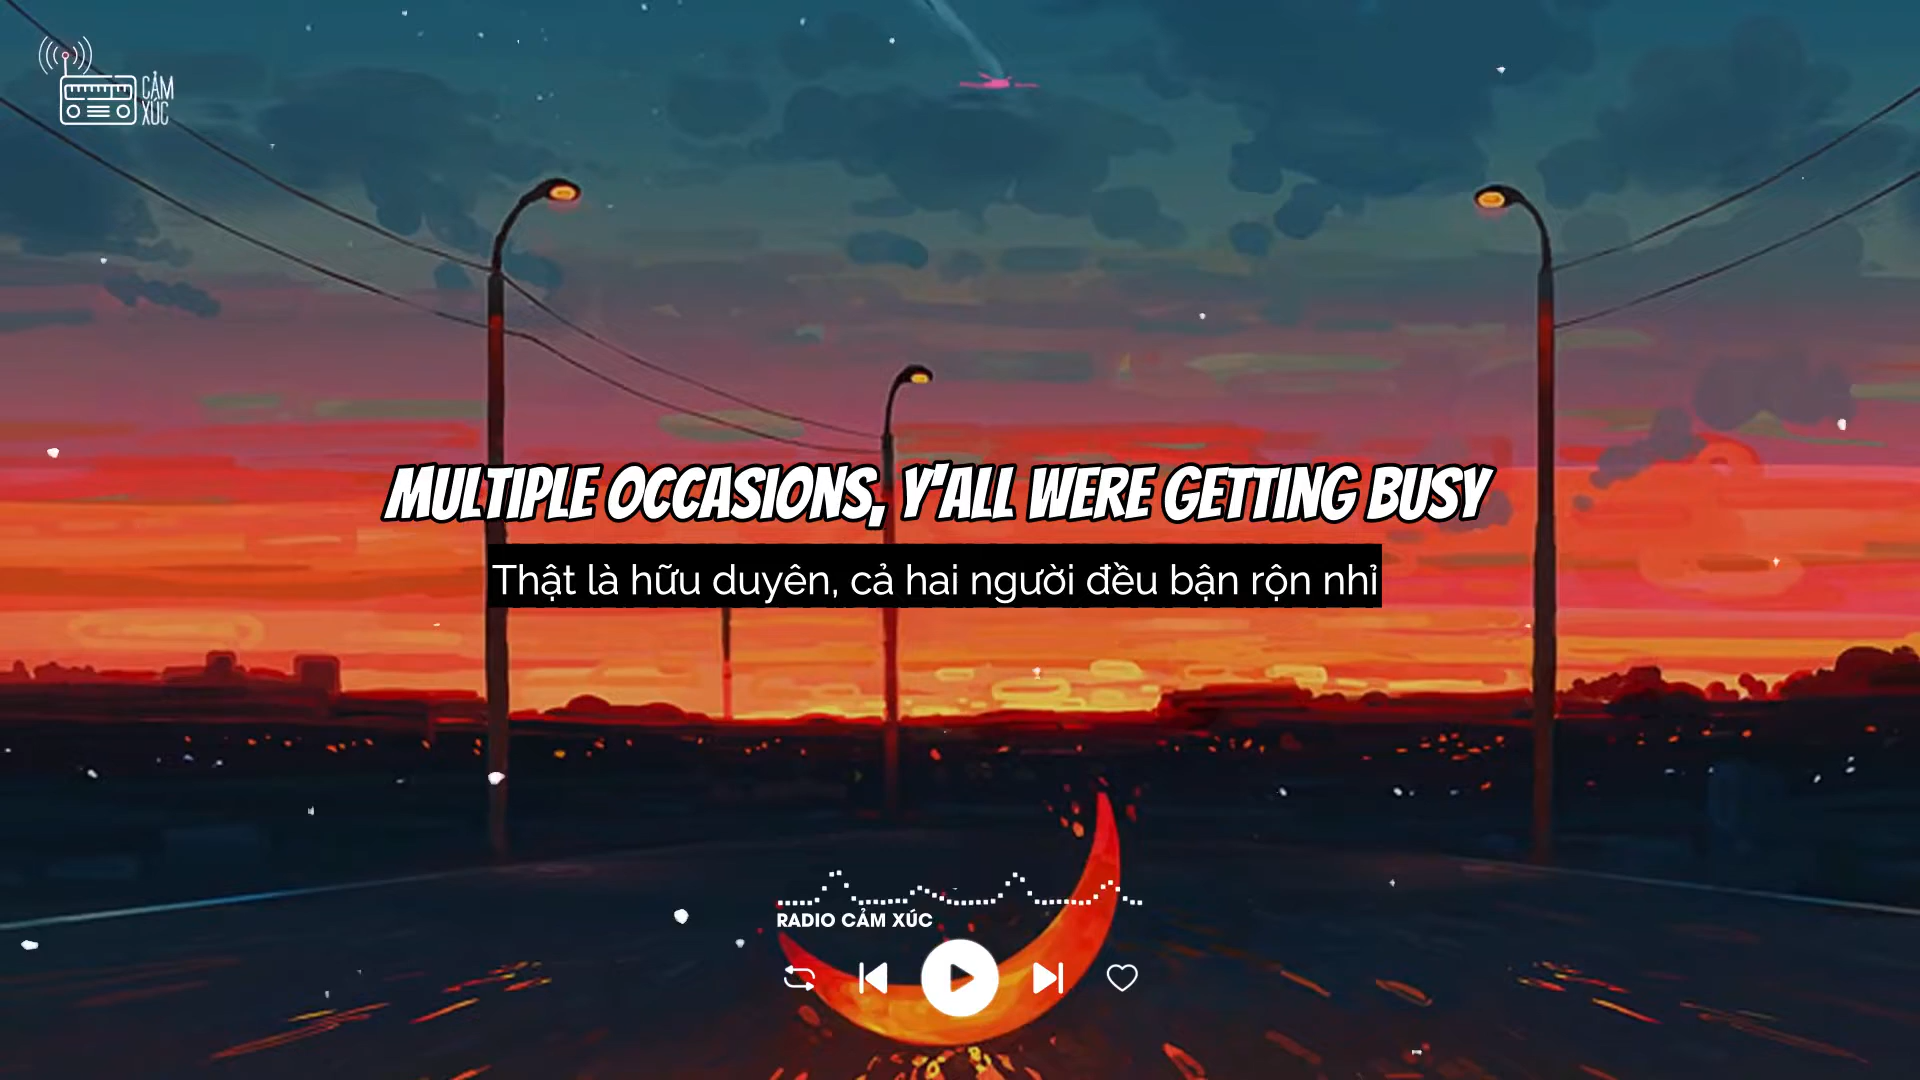 CẢM
XÚC
MULTIPLE OCCASIONS, Y'ALL WERE GETTING BUSY
Thật là hữu duyên, cả hai người đều bận rộn nhỉ
RADIO CẢM XÚC